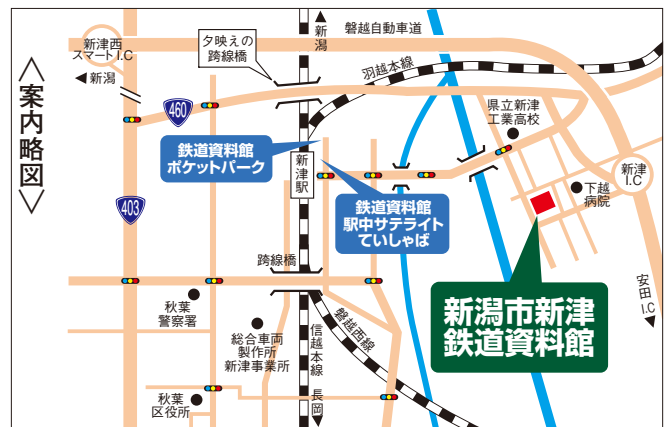 〈案内略図〉
新津西
スマートI.C
◀新潟
夕映えの
跨線橋
▲新潟
磐越自動車道
羽越本線
460
403
鉄道資料館
ポケットパーク
新津駅
鉄道資料館
駅中サテライト
ていしゃば
県立新津
工業高校
新津
I.C
下越
病院
安田I.C▼
新潟市新津
鉄道資料館
跨線橋
秋葉
警察署
総合車両
製作所
新津事業所
信越本線
長岡▼
磐越西線
秋葉
区役所